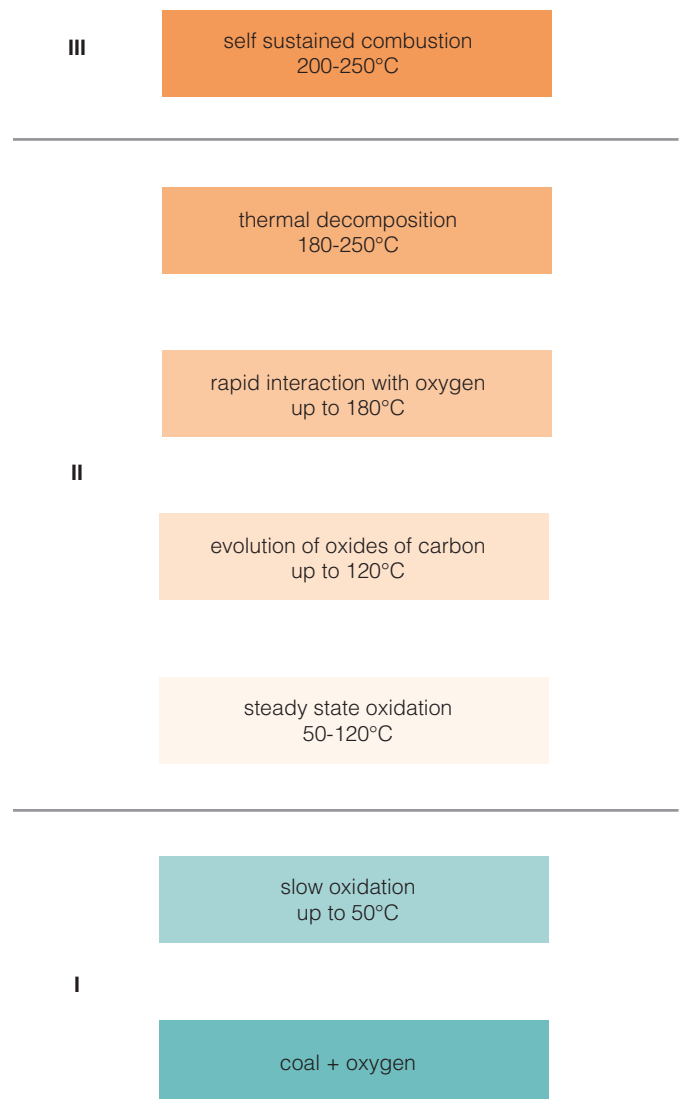 III
self sustained combustion
200-250°C
thermal decomposition
180-250°C
rapid interaction with oxygen
up to 180°C
II
evolution of oxides of carbon
up to 120°C
steady state oxidation
50-120°C
slow oxidation
up to 50°C
I
coal + oxygen